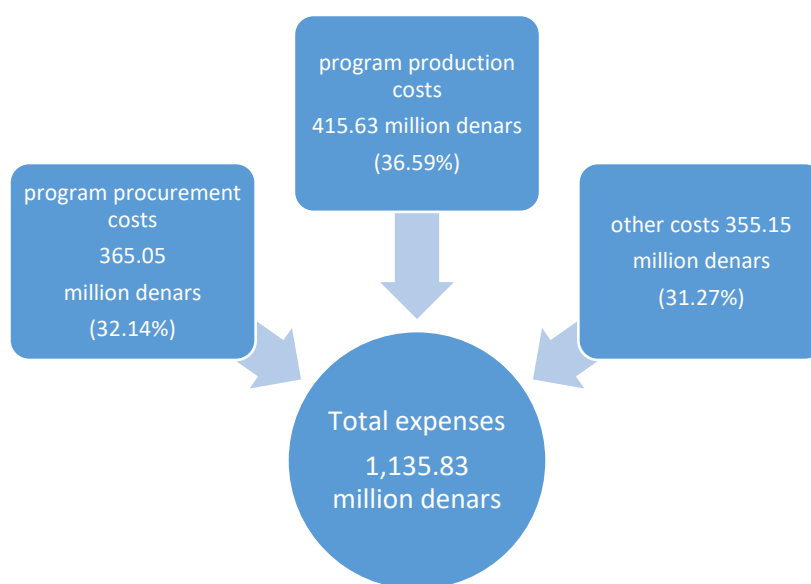 program production
costs
415.63 million denars
(36.59%)
program procurement
costs
365.05
million denars
(32.14%)
other costs 355.15
million denars
(31.27%)
Total expenses
1,135.83
million denars